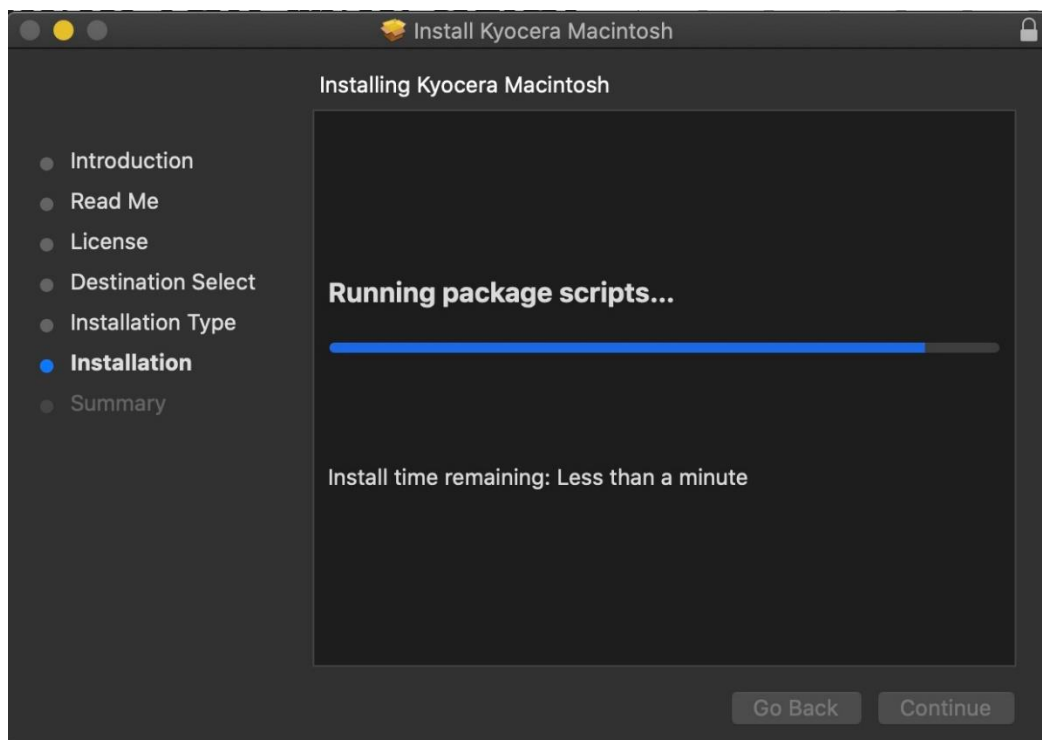 Install Kyocera Macintosh
Installing Kyocera Macintosh
Introduction
Read Me
License
Destination Select
Installation Type
Installation
Summary
Running package scripts...
Install time remaining: Less than a minute
Go Back
Continue